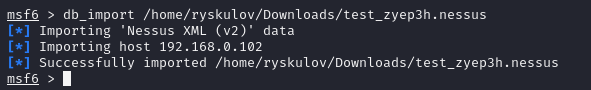 msf6 > db_import /home/ryskulov/Downloads/test_zyep3h.nessus
[*] Importing 'Nessus XML (v2)' data
[*] Importing host 192.168.0.102
[*] Successfully imported /home/ryskulov/Downloads/test_zyep3h.nessus
msf6 >